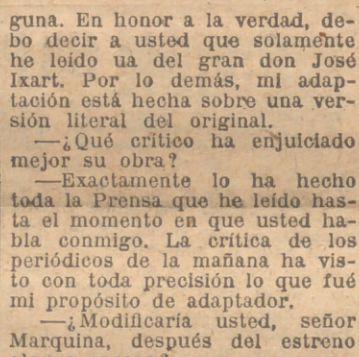 guna. En honor a la verdad, de-
bo decir a usted que solamente
he leído ua del gran don José
Ixart. Por lo demás, mi adap-
tación está hecha sobre una ver-
sión literal del original.
—¿Qué crítico ha enjuiciado
mejor su obra?
—Exactamente lo ha hecho
toda la Prensa que he leído has-
ta el momento en que usted ha-
bla conmigo. La crítica de los
periódicos de la mañana ha vis-
to con toda precisión lo que fué
mi propósito de adaptador.
—¿Modificaría usted, señor
Marquina, después del estreno